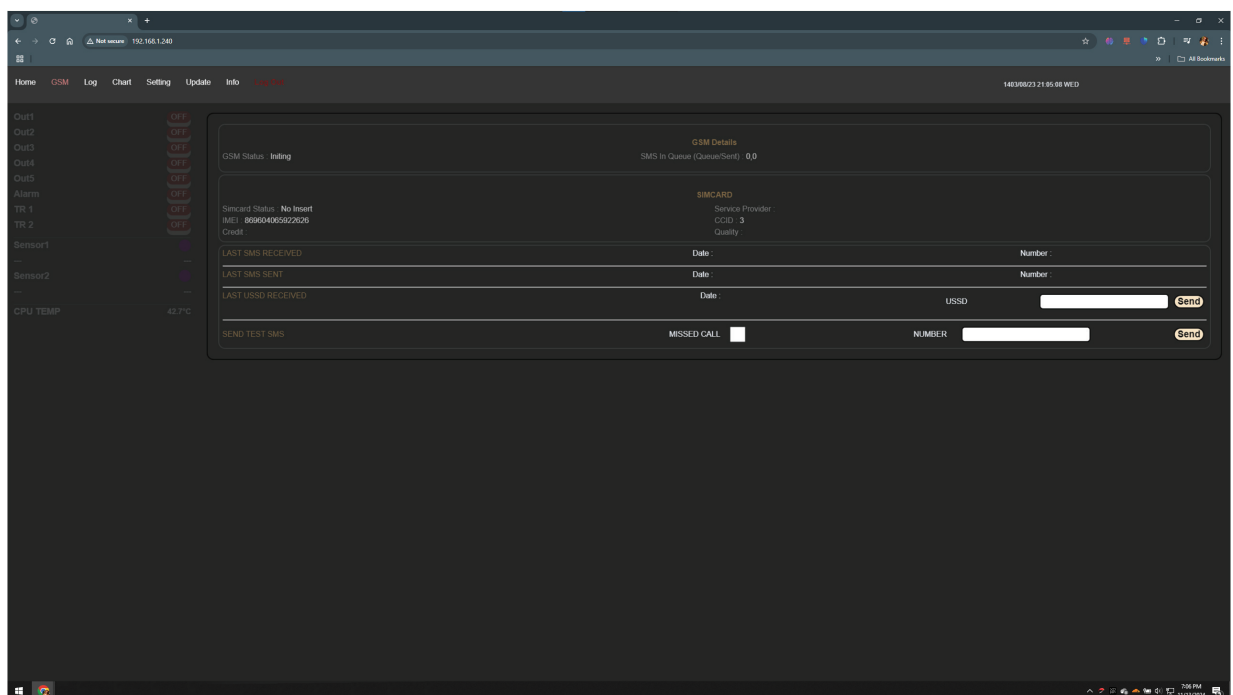 Not secure 192.168.1.240
All Bookmarks
Home GSM Log Chart Setting Update Info
1403/08/23 21:05:08 WED
Out1 OFF
Out2 OFF
Out3 OFF
Out4 OFF
Out5 OFF
Alarm OFF
TR 1 OFF
TR 2 OFF
Sensor1
--- ---
Sensor2
--- ---
CPU TEMP 42.7°C
GSM Details
GSM Status : Initing SMS In Queue (Queue/Sent) : 0,0
SIMCARD
Simcard Status : No Insert Service Provider :
IMEI : 869604065922626 CCID : 3
Credit Quality
LAST SMS RECEIVED Date : Number :
LAST SMS SENT Date : Number :
LAST USSD RECEIVED Date : USSD Send
SEND TEST SMS MISSED CALL NUMBER Send
7:06 PM